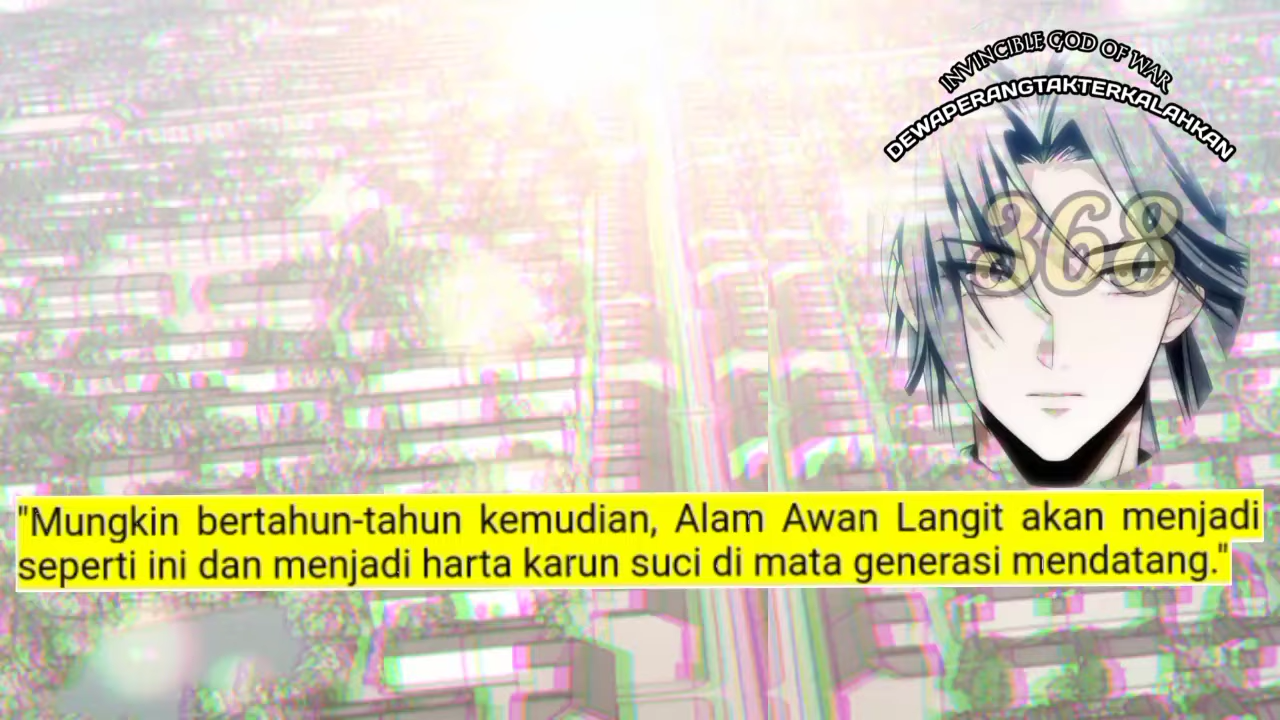 INVINCIBLE GOD OF WAR
DEWAPERANGTAKTERKALAHKAN
368
"Mungkin bertahun-tahun kemudian, Alam Awan Langit akan menjadi
seperti ini dan menjadi harta karun suci di mata generasi mendatang."